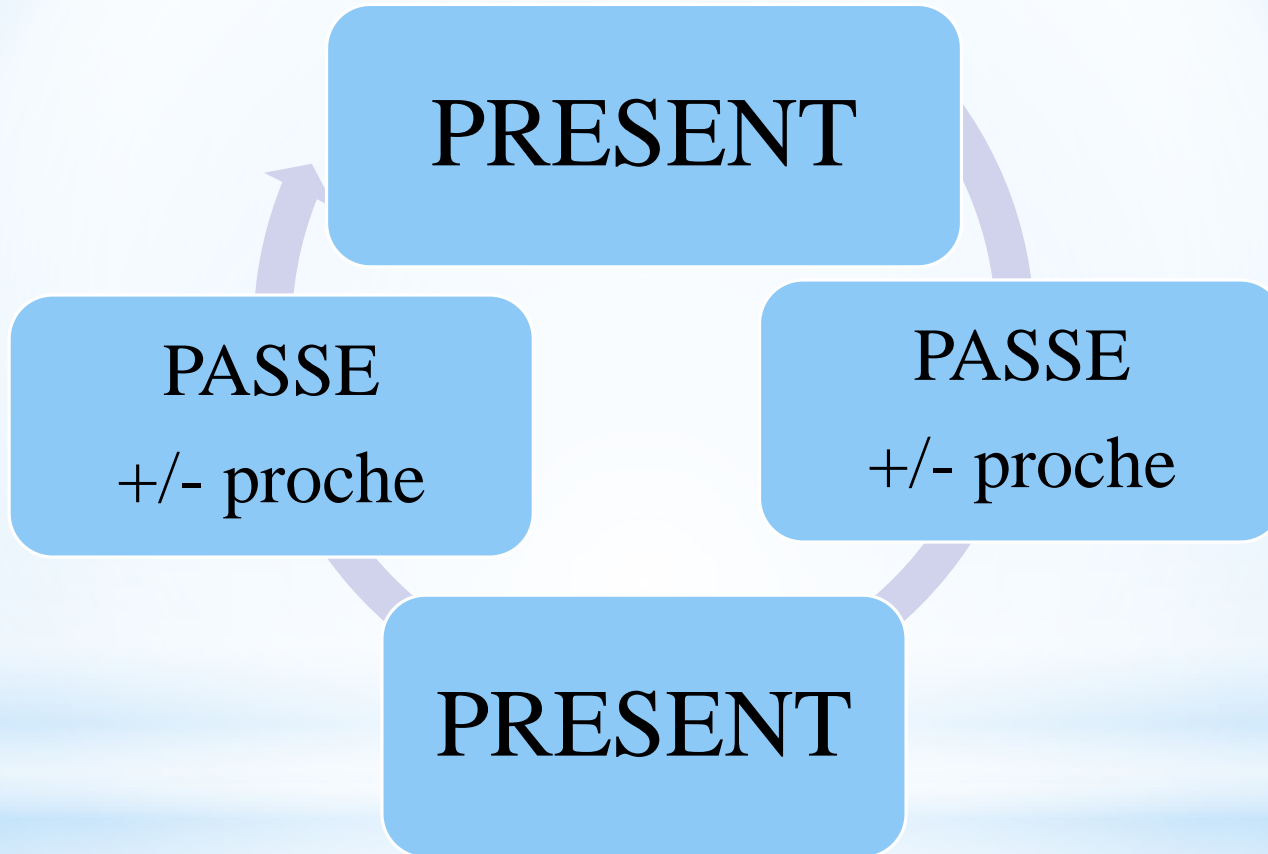 PRESENT
PASSE
+/- proche
PASSE
+/- proche
PRESENT